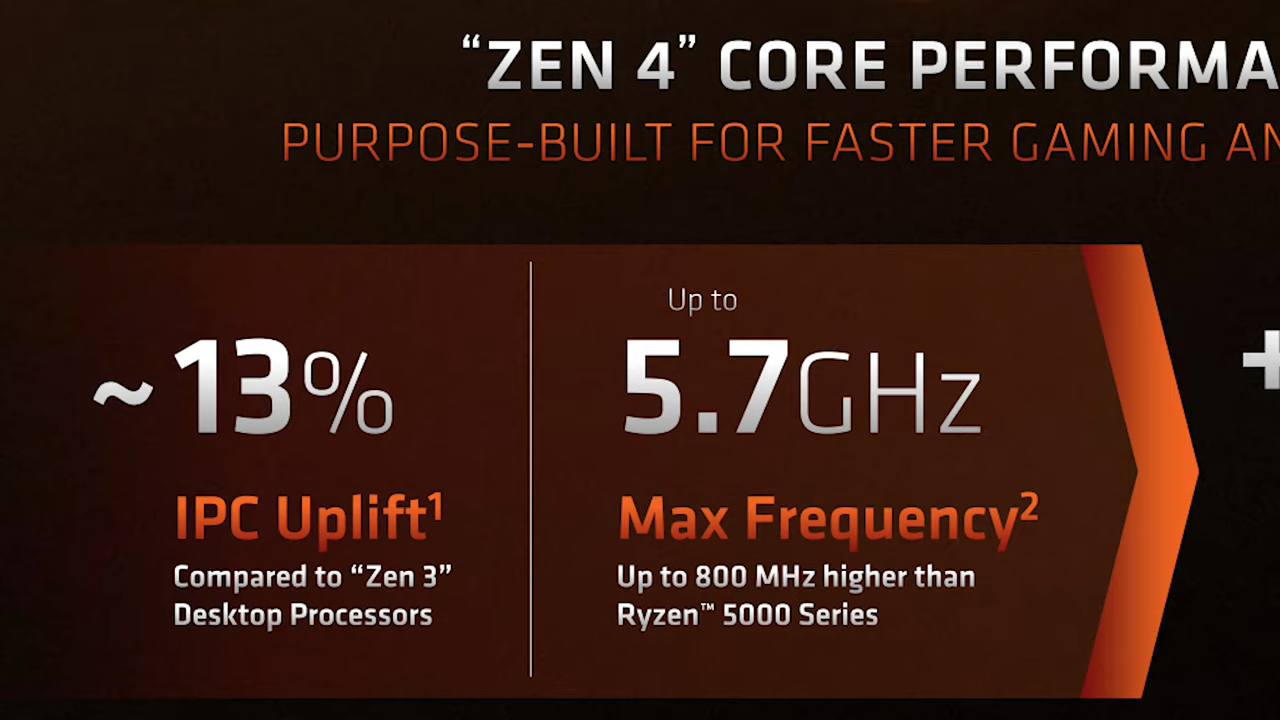 “ZEN 4” CORE PERFORMA
PURPOSE-BUILT FOR FASTER GAMING AN
~13%
IPC Uplift¹
Compared to “Zen 3”
Desktop Processors
Up to
5.7GHz
Max Frequency²
Up to 800 MHz higher than
Ryzen™ 5000 Series
+